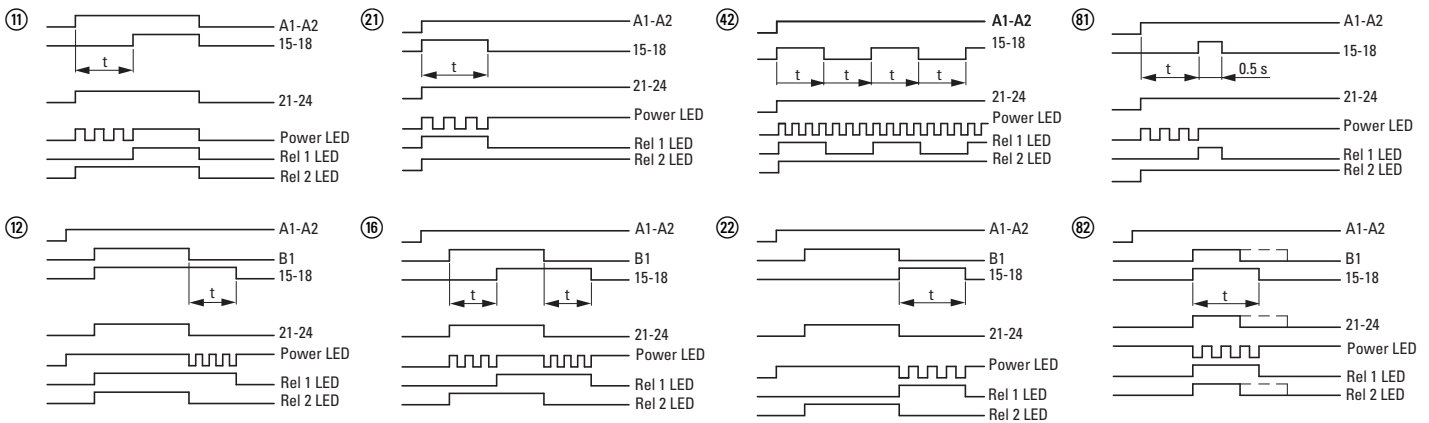 11
A1-A2
15-18
t
21-24
Power LED
Rel 1 LED
Rel 2 LED
21
A1-A2
15-18
t
21-24
Power LED
Rel 1 LED
Rel 2 LED
42
A1-A2
15-18
t t t t
21-24
Power LED
Rel 1 LED
Rel 2 LED
81
A1-A2
15-18
t 0.5 s
21-24
Power LED
Rel 1 LED
Rel 2 LED
12
A1-A2
B1
15-18
t
21-24
Power LED
Rel 1 LED
Rel 2 LED
16
A1-A2
B1
15-18
t t
21-24
Power LED
Rel 1 LED
Rel 2 LED
22
A1-A2
B1
15-18
t
21-24
Power LED
Rel 1 LED
Rel 2 LED
82
A1-A2
B1
15-18
t
21-24
Power LED
Rel 1 LED
Rel 2 LED